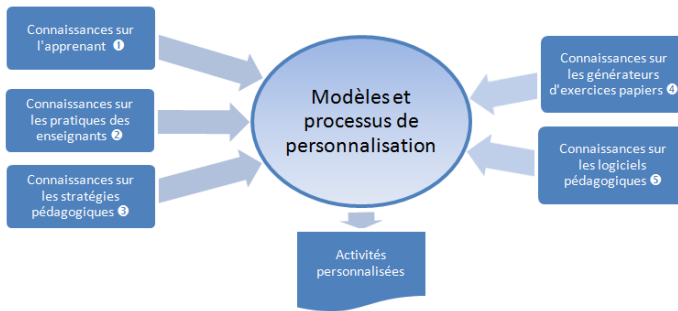 Connaissances sur
l'apprenant ❶
Connaissances sur
les pratiques des
enseignants ❷
Connaissances sur
les stratégies
pédagogiques ❸
Modèles et
processus de
personnalisation
Connaissances sur
les générateurs
d'exercices papiers ❹
Connaissances sur
les logiciels
pédagogiques ❺
Activités
personnalisées